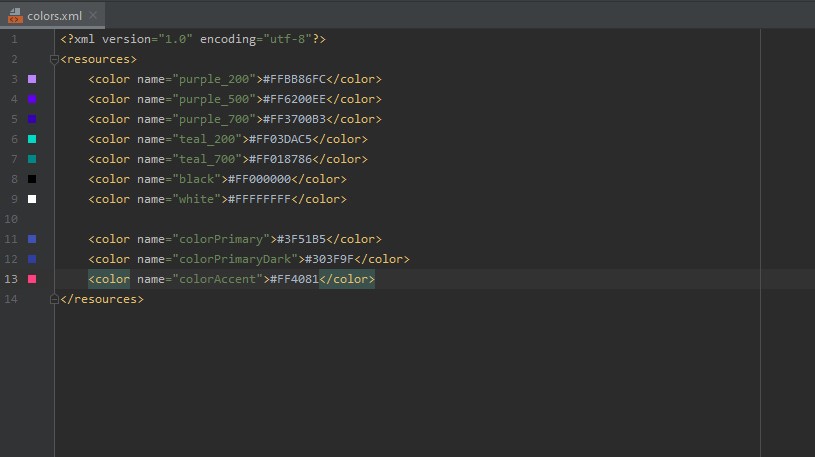 colors.xml
1 <?xml version="1.0" encoding="utf-8"?>
2 <resources>
3 <color name="purple_200">#FFBB86FC</color>
4 <color name="purple_500">#FF6200EE</color>
5 <color name="purple_700">#FF3700B3</color>
6 <color name="teal_200">#FF03DAC5</color>
7 <color name="teal_700">#FF018786</color>
8 <color name="black">#FF000000</color>
9 <color name="white">#FFFFFFFF</color>
10
11 <color name="colorPrimary">#3F51B5</color>
12 <color name="colorPrimaryDark">#303F9F</color>
13 <color name="colorAccent">#FF4081</color>
14 </resources>